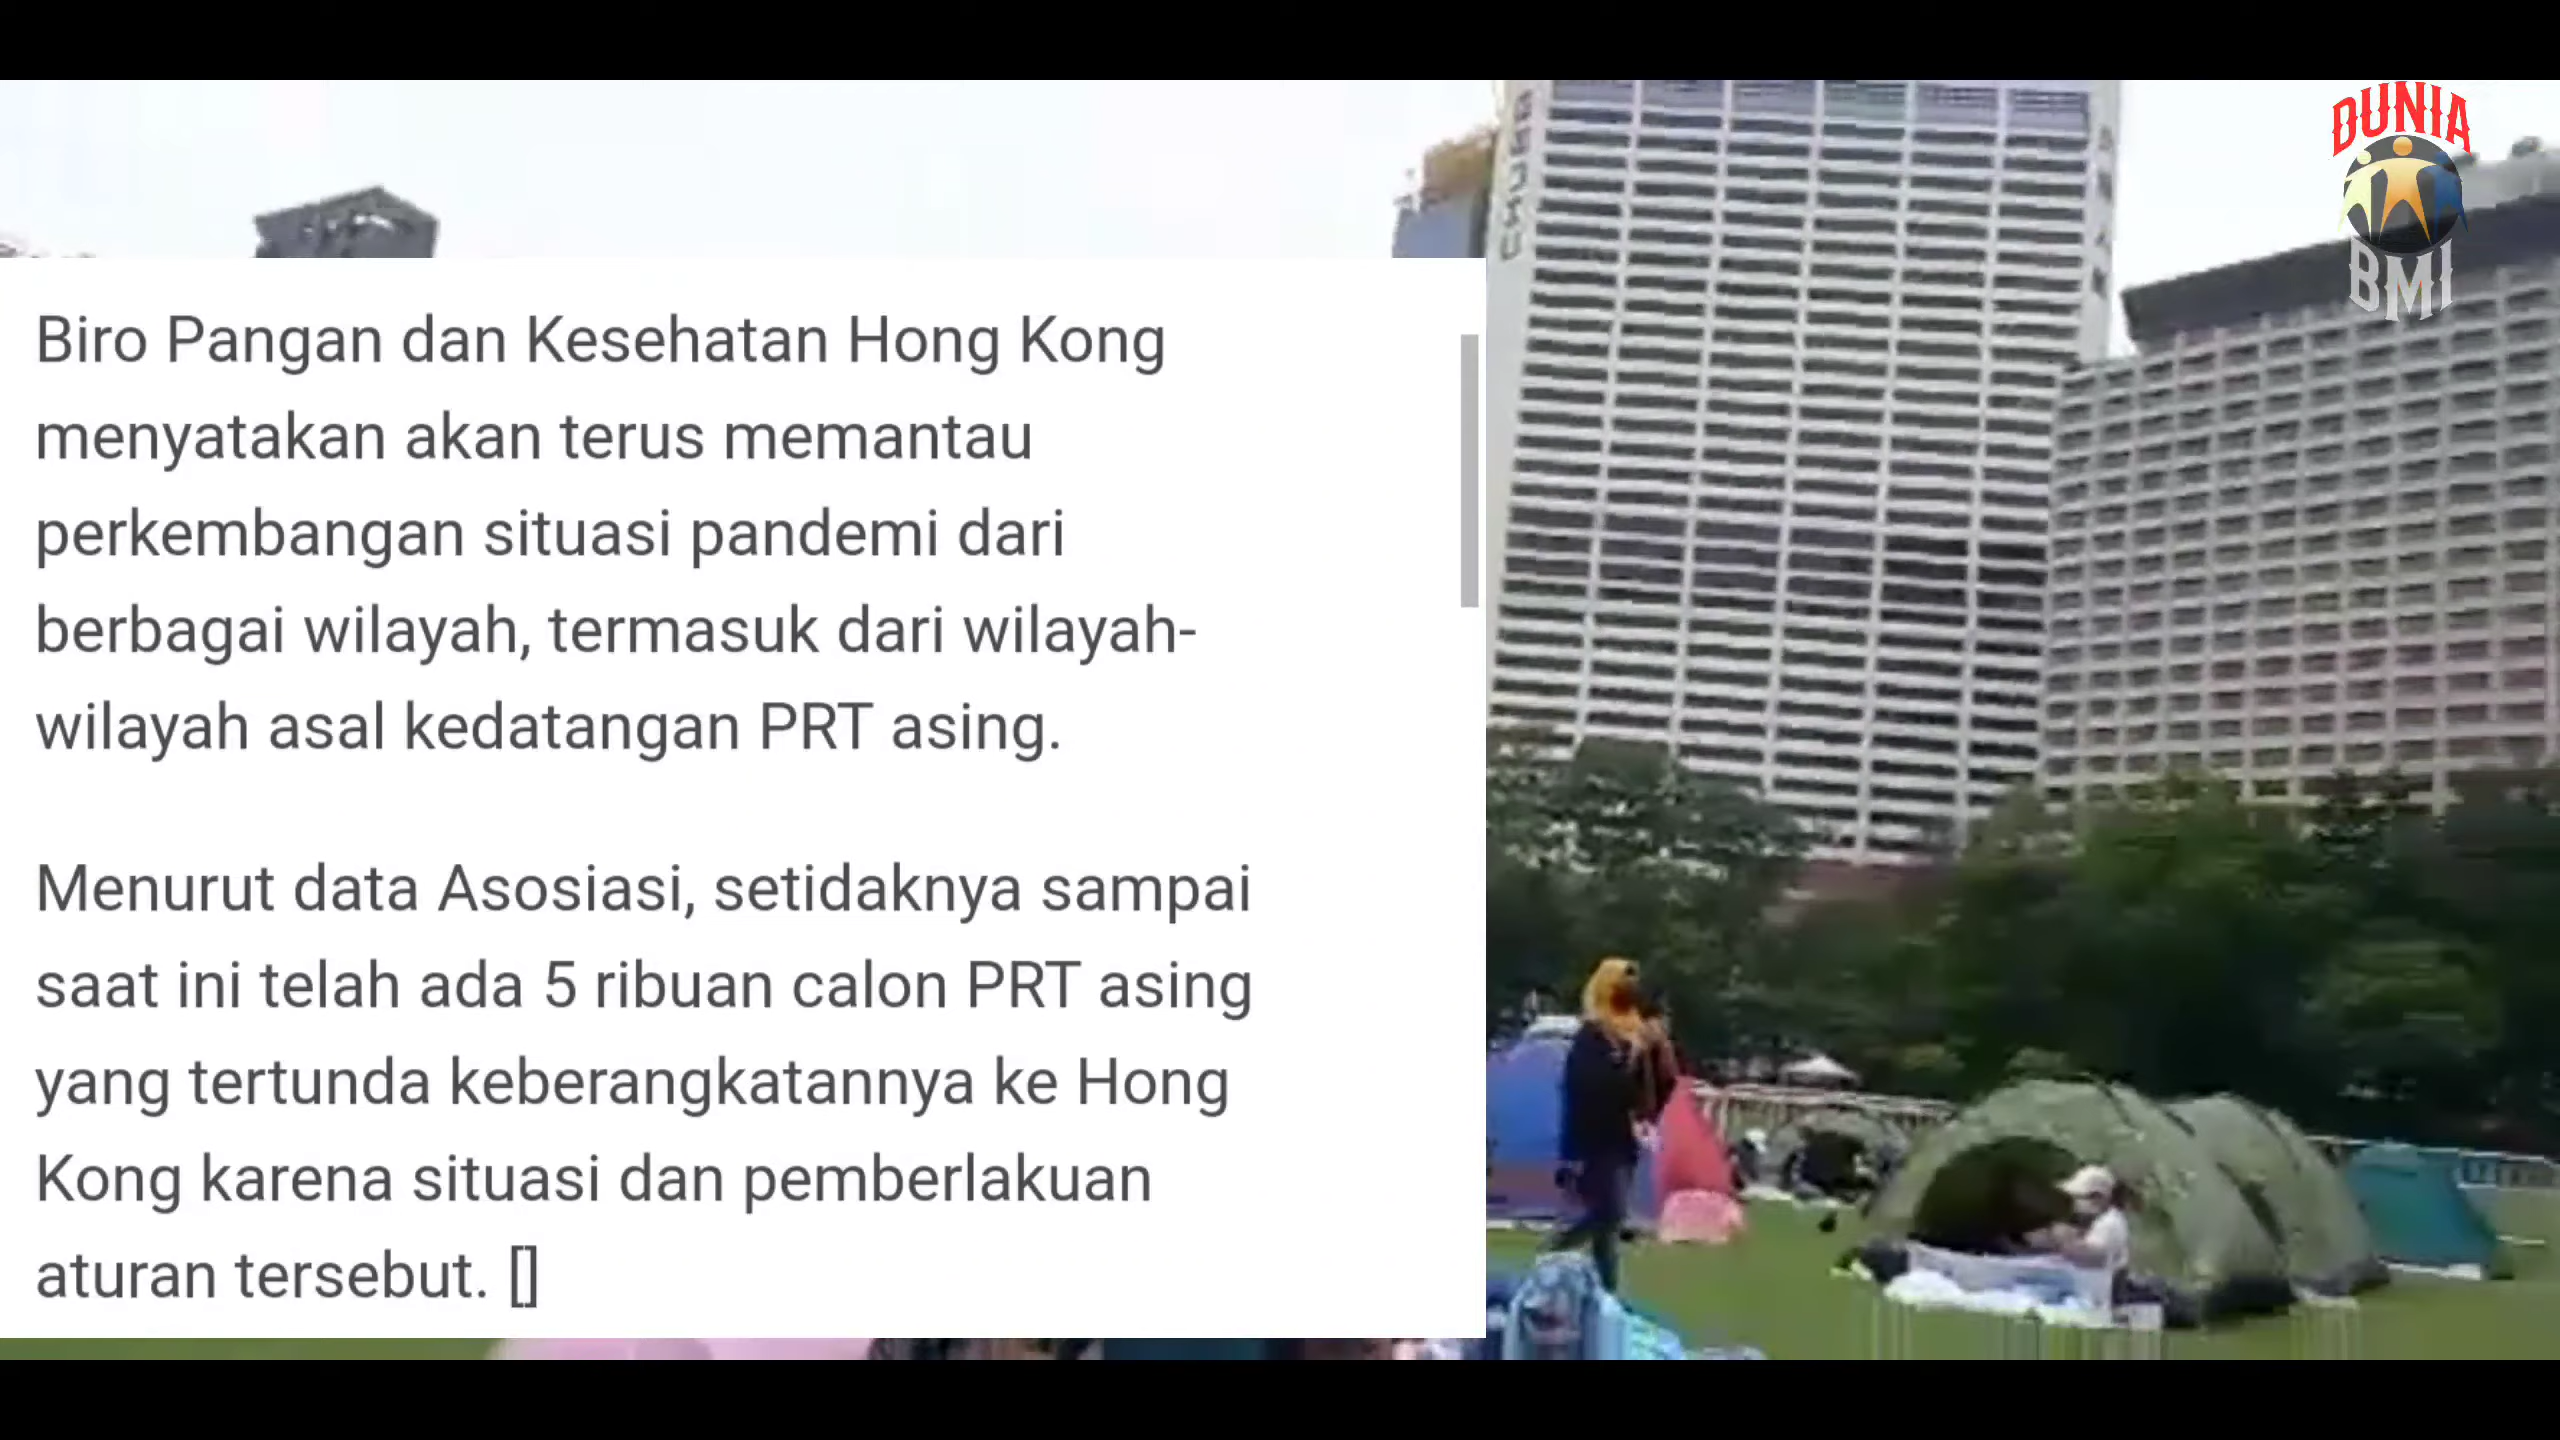 DUNIA
BMI
Biro Pangan dan Kesehatan Hong Kong
menyatakan akan terus memantau
perkembangan situasi pandemi dari
berbagai wilayah, termasuk dari wilayah-
wilayah asal kedatangan PRT asing.
Menurut data Asosiasi, setidaknya sampai
saat ini telah ada 5 ribuan calon PRT asing
yang tertunda keberangkatannya ke Hong
Kong karena situasi dan pemberlakuan
aturan tersebut. []